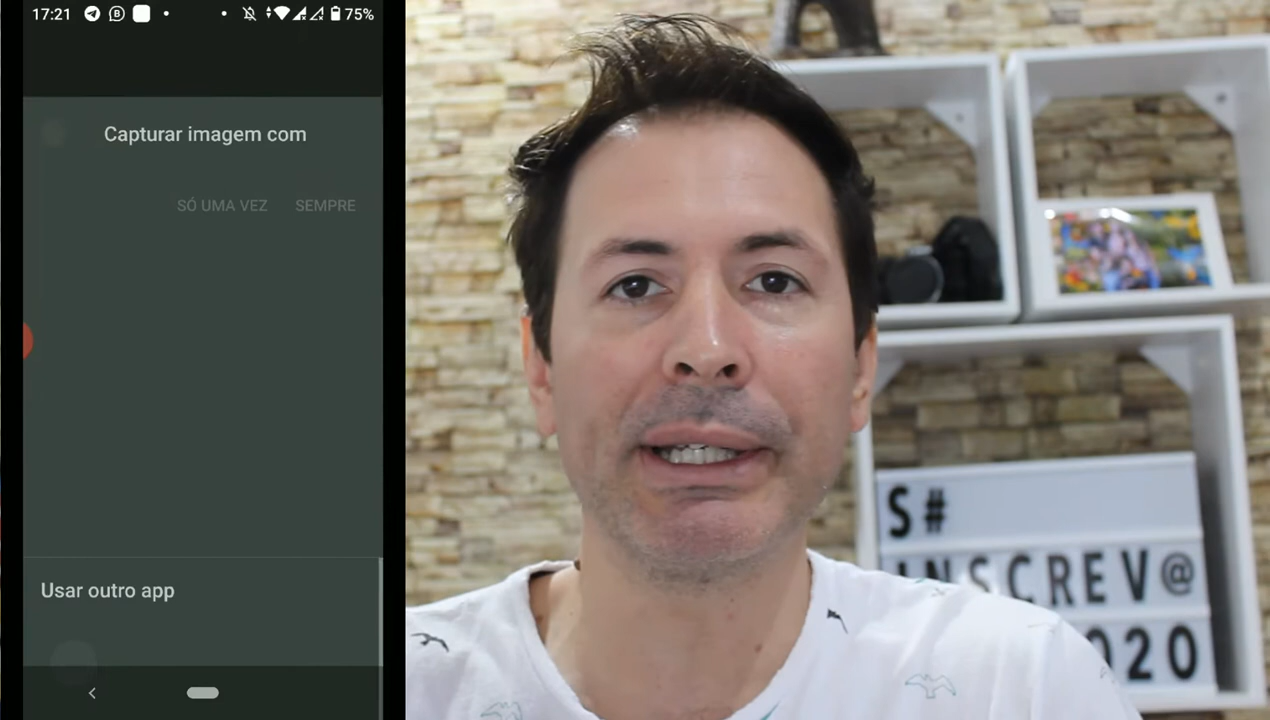 17:21
75%
Capturar imagem com
SÓ UMA VEZ SEMPRE
Usar outro app
S#
INSCREV@
020